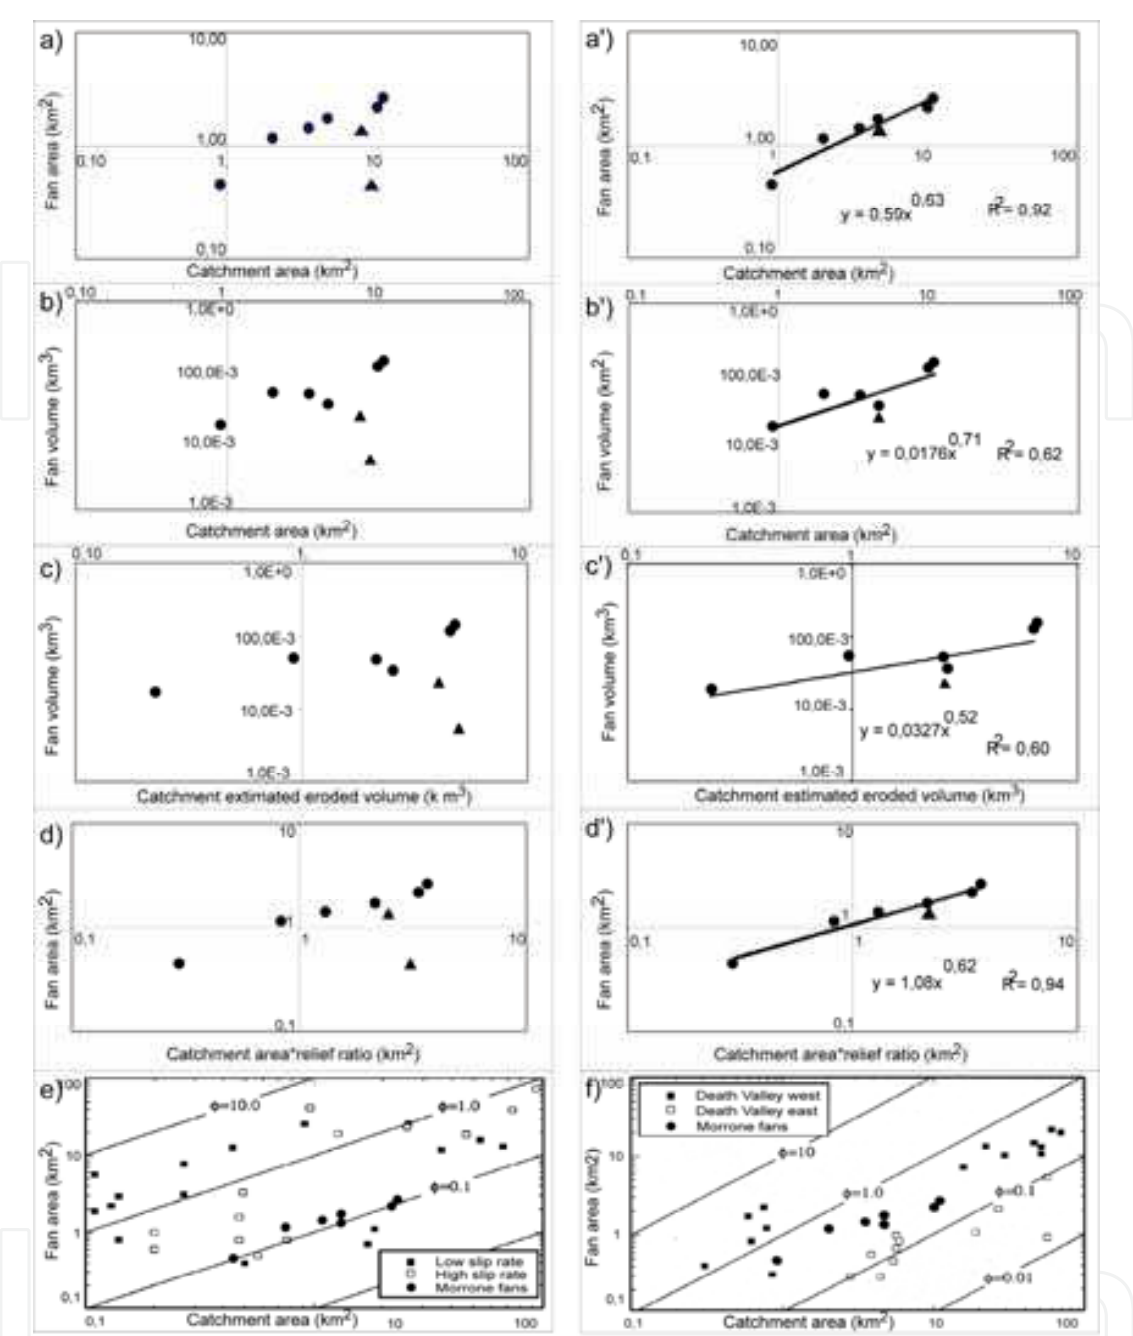 a)
10,00
Fan area (km2)
1,00
0.10
1
10
100
0,10
Catchment area (km2)
a')
10,00
Fan area (km2)
1,00
0.1
1
10
100
y = 0.59x0,63
R2= 0,92
0.10
Catchment area (km2)
b)
0.10
1
10
100
1,0E+0
Fan volume (km3)
100,0E-3
10,0E-3
1,0E-3
Catchment area (km2)
b')
0.1
1
10
100
1,0E+0
Fan volume (km2)
100,0E-3
10,0E-3
y = 0,0176x0,71
R2= 0,62
1,0E-3
Catchment area (km2)
c)
0.10
1
10
1,0E+0
Fan volume (km3)
100,0E-3
10,0E-3
1,0E-3
Catchment extimated eroded volume (k m3)
c')
0.1
1
10
1,0E+0
Fan volume (km3)
100,0E-3
10,0E-3
y = 0,0327x0,52
R2= 0,60
1,0E-3
Catchment estimated eroded volume (km3)
d)
10
Fan area (km2)
1
0.1
1
10
0,1
Catchment area*relief ratio (km2)
d')
10
Fan area (km2)
1
0.1
1
10
y = 1,08x0,62
R2= 0,94
0.1
Catchment area*relief ratio (km2)
e)
100
ϕ=10.0
ϕ=1.0
10
Fan area (km2)
ϕ=0.1
1
Low slip rate
High slip rate
Morrone fans
0.1
0.1
Catchment area (km2)
10
100
f)
100
Death Valley west
Death Valley east
Morrone fans
10
ϕ=10
Fan area (km2)
ϕ=1.0
ϕ=0.1
1
ϕ=0.01
0.1
0.1
Catchment area (km2)
10
100